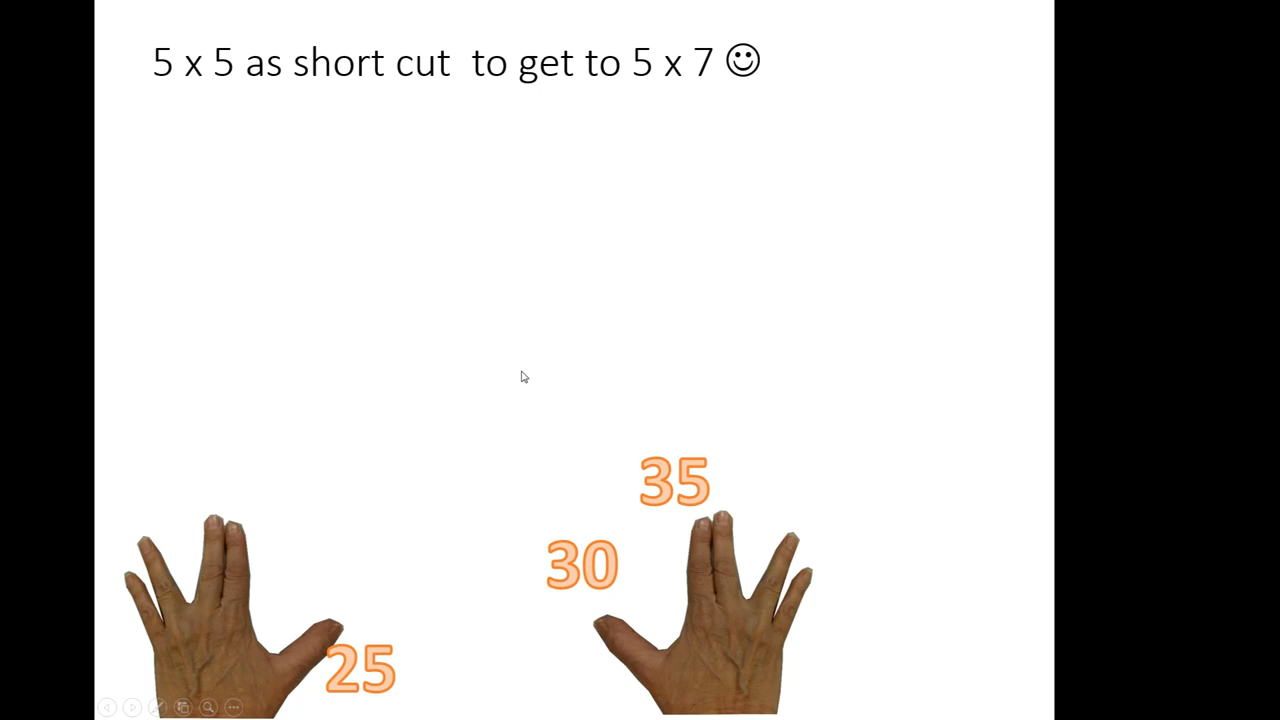 5 x 5 as short cut  to get to 5 x 7 ☺
35
30
25